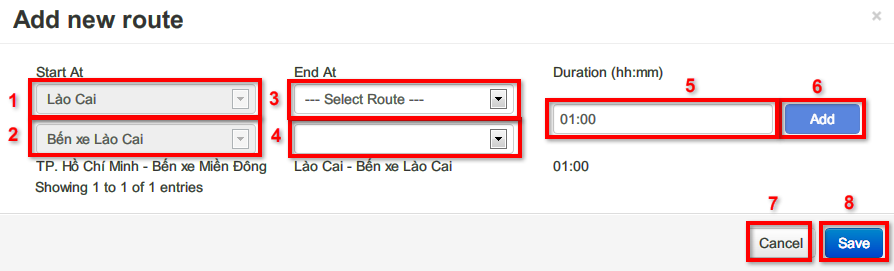 Add new route ×
Start At End At Duration (hh:mm)
1 Lào Cai 3 --- Select Route --- 5 6
01:00 Add
2 Bến xe Lào Cai 4
TP. Hồ Chí Minh - Bến xe Miền Đông Lào Cai - Bến xe Lào Cai 01:00
Showing 1 to 1 of 1 entries
7 8
Cancel Save